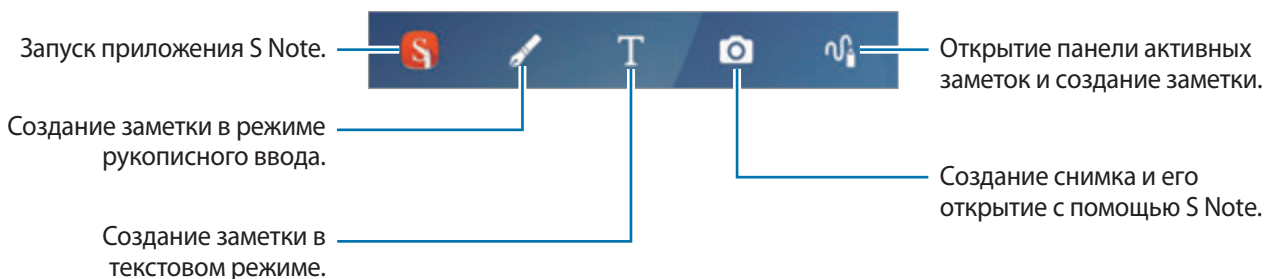 Запуск приложения S Note.
Создание заметки в режиме
рукописного ввода.
Создание заметки в
текстовом режиме.
S
T
Открытие панели активных
заметок и создание заметки.
Создание снимка и его
открытие с помощью S Note.